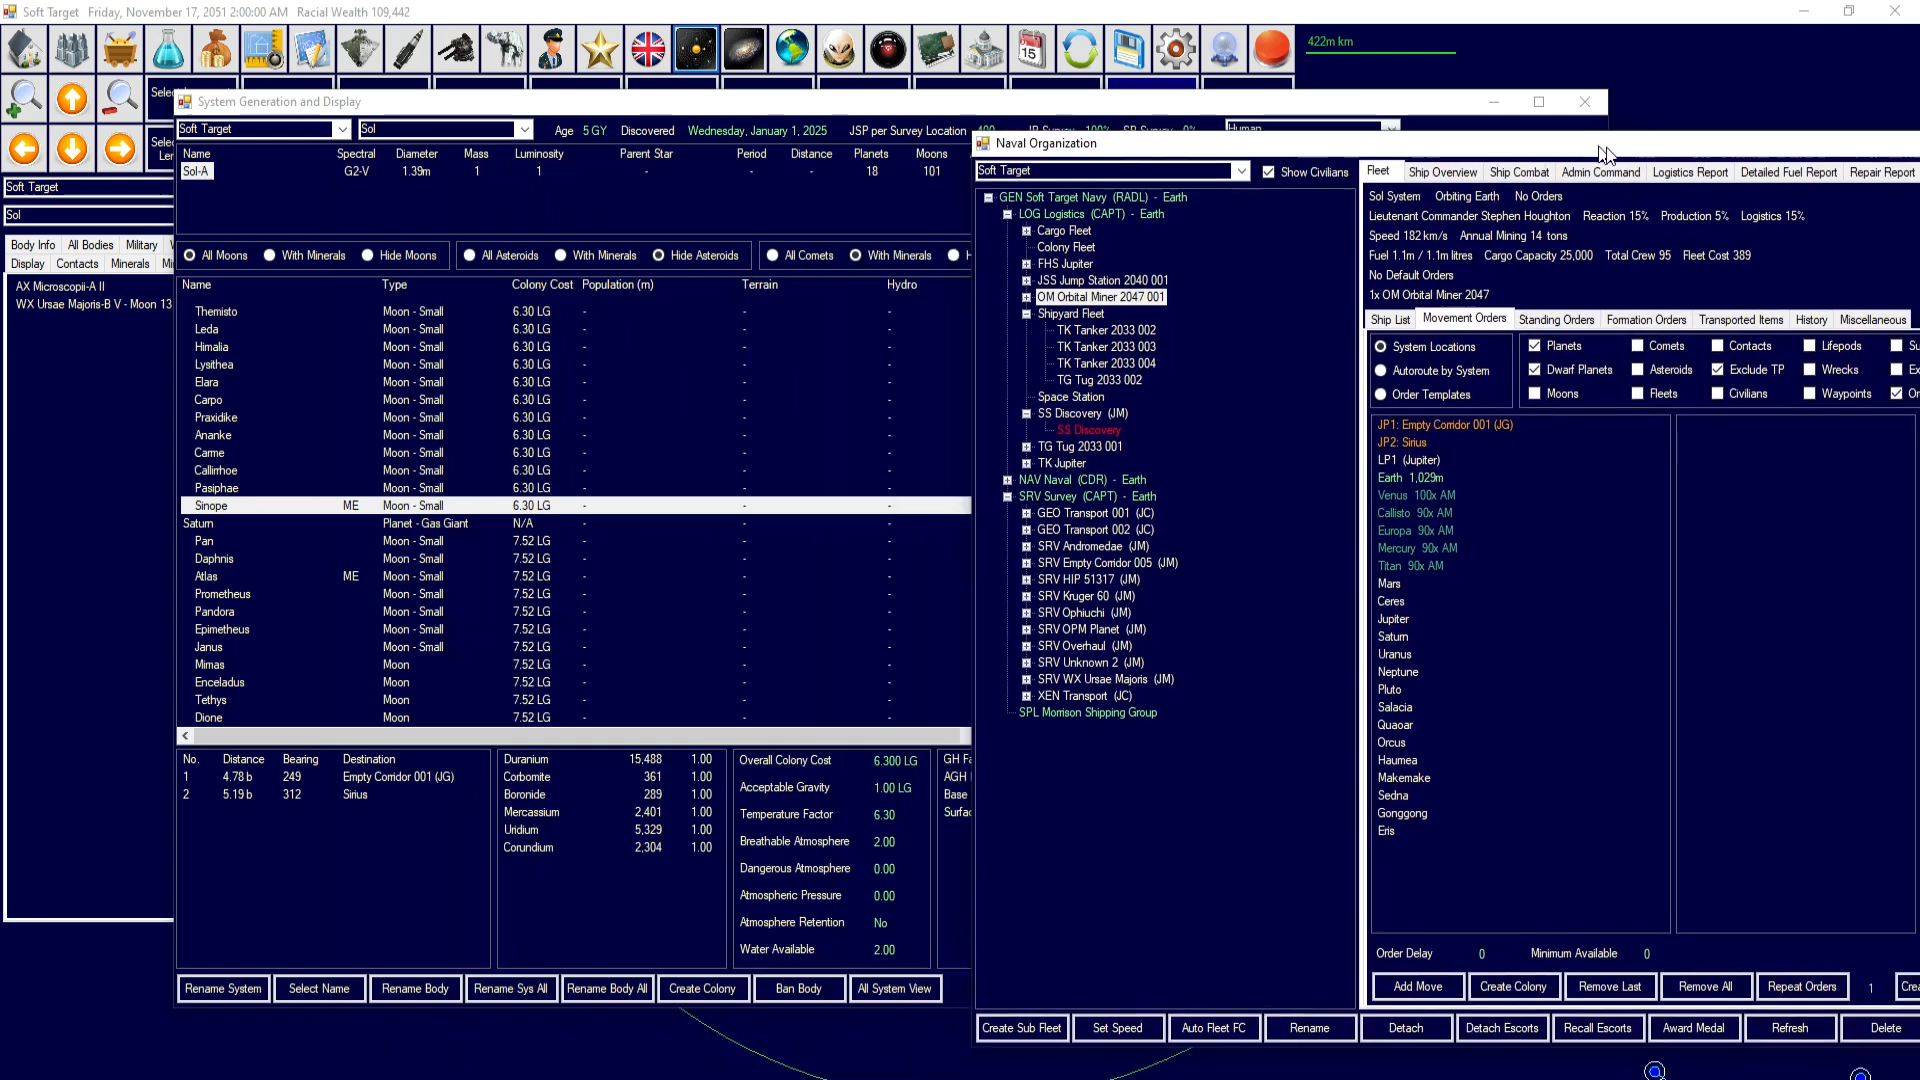 Soft Target Friday, November 17, 2051 2:00:00 AM Racial Wealth 109,442
15
422m km
System Generation and Display
Soft Target Sol Age 5 GY Discovered Wednesday, January 1, 2025 JSP per Survey Location Human
Name Spectral Diameter Mass Luminosity Parent Star Period Distance Planets Moons
Sol-A G2-V 1.39m 1 1 - - - 18 101
Soft Target
Sol
Body Info All Bodies Military
Display Contacts Minerals
AX Microscopii-A II
WX Ursae Majoris-B V - Moon 13
All Moons With Minerals Hide Moons All Asteroids With Minerals Hide Asteroids All Comets With Minerals
Name Type Colony Cost Population (m) Terrain Hydro
Themisto Moon - Small 6.30 LG - - -
Leda Moon - Small 6.30 LG - - -
Himalia Moon - Small 6.30 LG - - -
Lysithea Moon - Small 6.30 LG - - -
Elara Moon - Small 6.30 LG - - -
Carpo Moon - Small 6.30 LG - - -
Praxidike Moon - Small 6.30 LG - - -
Ananke Moon - Small 6.30 LG - - -
Carme Moon - Small 6.30 LG - - -
Callirrhoe Moon - Small 6.30 LG - - -
Pasiphae Moon - Small 6.30 LG - - -
Sinope ME Moon - Small 6.30 LG - - -
Saturn Planet - Gas Giant N/A - - -
Pan Moon - Small 7.52 LG - - -
Daphnis Moon - Small 7.52 LG - - -
Atlas ME Moon - Small 7.52 LG - - -
Prometheus Moon - Small 7.52 LG - - -
Pandora Moon - Small 7.52 LG - - -
Epimetheus Moon - Small 7.52 LG - - -
Janus Moon - Small 7.52 LG - - -
Mimas Moon 7.52 LG - - -
Enceladus Moon 7.52 LG - - -
Tethys Moon 7.52 LG - - -
Dione Moon 7.52 LG - - -
No. Distance Bearing Destination
1 4.78 b 249 Empty Corridor 001 (JG)
2 5.19 b 312 Sirius
Duranium 15,488 1.00
Corbomite 361 1.00
Boronide 289 1.00
Mercassium 2,401 1.00
Uridium 5,329 1.00
Corundium 2,304 1.00
Overall Colony Cost 6.300 LG
Acceptable Gravity 1.00 LG
Temperature Factor 6.30
Breathable Atmosphere 2.00
Dangerous Atmosphere 0.00
Atmospheric Pressure 0.00
Atmosphere Retention No
Water Available 2.00
AGH
Base
Rename System Select Name Rename Body Rename Sys All Rename Body All Create Colony Ban Body All System View
Naval Organization
Soft Target Show Civilians
GEN Soft Target Navy (RADL) - Earth
LOG Logistics (CAPT) - Earth
Cargo Fleet
Colony Fleet
FHS Jupiter
JSS Jump Station 2040 001
OM Orbital Miner 2047 001
Shipyard Fleet
TK Tanker 2033 002
TK Tanker 2033 003
TK Tanker 2033 004
TG Tug 2033 002
Space Station
SS Discovery (JM)
SS Discovery
TG Tug 2033 001
TK Jupiter
NAV Naval (CDR) - Earth
SRV Survey (CAPT) - Earth
GEO Transport 001 (JC)
GEO Transport 002 (JC)
SRV Andromedae (JM)
SRV Empty Corridor 005 (JM)
SRV HIP 51317 (JM)
SRV Kruger 60 (JM)
SRV Ophiuchi (JM)
SRV OPM Planet (JM)
SRV Overhaul (JM)
SRV Unknown 2 (JM)
SRV WX Ursae Majoris (JM)
XEN Transport (JC)
SPL Morrison Shipping Group
Fleet Ship Overview Ship Combat Admin Command Logistics Report Detailed Fuel Report Repair Report
Sol System Orbiting Earth No Orders
Lieutenant Commander Stephen Houghton Reaction 15% Production 5% Logistics 15%
Speed 182 km/s Annual Mining 14 tons
Fuel 1.1m / 1.1m litres Cargo Capacity 25,000 Total Crew 95 Fleet Cost 389
No Default Orders
1x OM Orbital Miner 2047
Ship List Movement Orders Standing Orders Formation Orders Transported Items History Miscellaneous
System Locations
Autoroute by System
Order Templates
Planets Comets Contacts Lifepods
Dwarf Planets Asteroids Exclude TP Wrecks
Moons Fleets Civilians Waypoints
JP1: Empty Corridor 001 (JG)
JP2: Sirius
LP1 (Jupiter)
Earth 1,029m
Venus 100x AM
Callisto 90x AM
Europa 90x AM
Mercury 90x AM
Titan 90x AM
Mars
Ceres
Jupiter
Saturn
Uranus
Neptune
Pluto
Salacia
Quaoar
Orcus
Haumea
Makemake
Sedna
Gonggong
Eris
Order Delay 0 Minimum Available 0
Add Move Create Colony Remove Last Remove All Repeat Orders 1
Create Sub Fleet Set Speed Auto Fleet FC Rename Detach Detach Escorts Recall Escorts Award Medal Refresh Delete